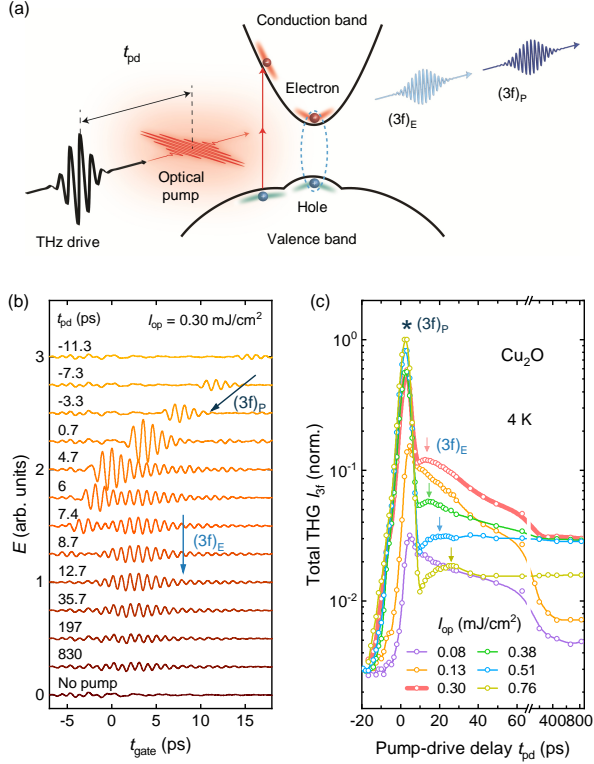 (a)
Conduction band
t_pd
Electron
(3f)_E
(3f)_P
Optical
pump
Hole
THz drive
Valence band
(b)
t_pd (ps)
I_op = 0.30 mJ/cm²
-11.3
-7.3
-3.3
0.7
4.7
6
7.4
8.7
12.7
35.7
197
830
No pump
(3f)_P
(3f)_E
E (arb. units)
3
2
1
0
-5 0 5 10 15
t_gate (ps)
(c)
* (3f)_P
Cu₂O
4 K
(3f)_E
Total THG I_3f (norm.)
10⁰
10⁻¹
10⁻²
I_op (mJ/cm²)
0.08 0.38
0.13 0.51
0.30 0.76
-20 0 20 40 60 400 800
Pump-drive delay t_pd (ps)